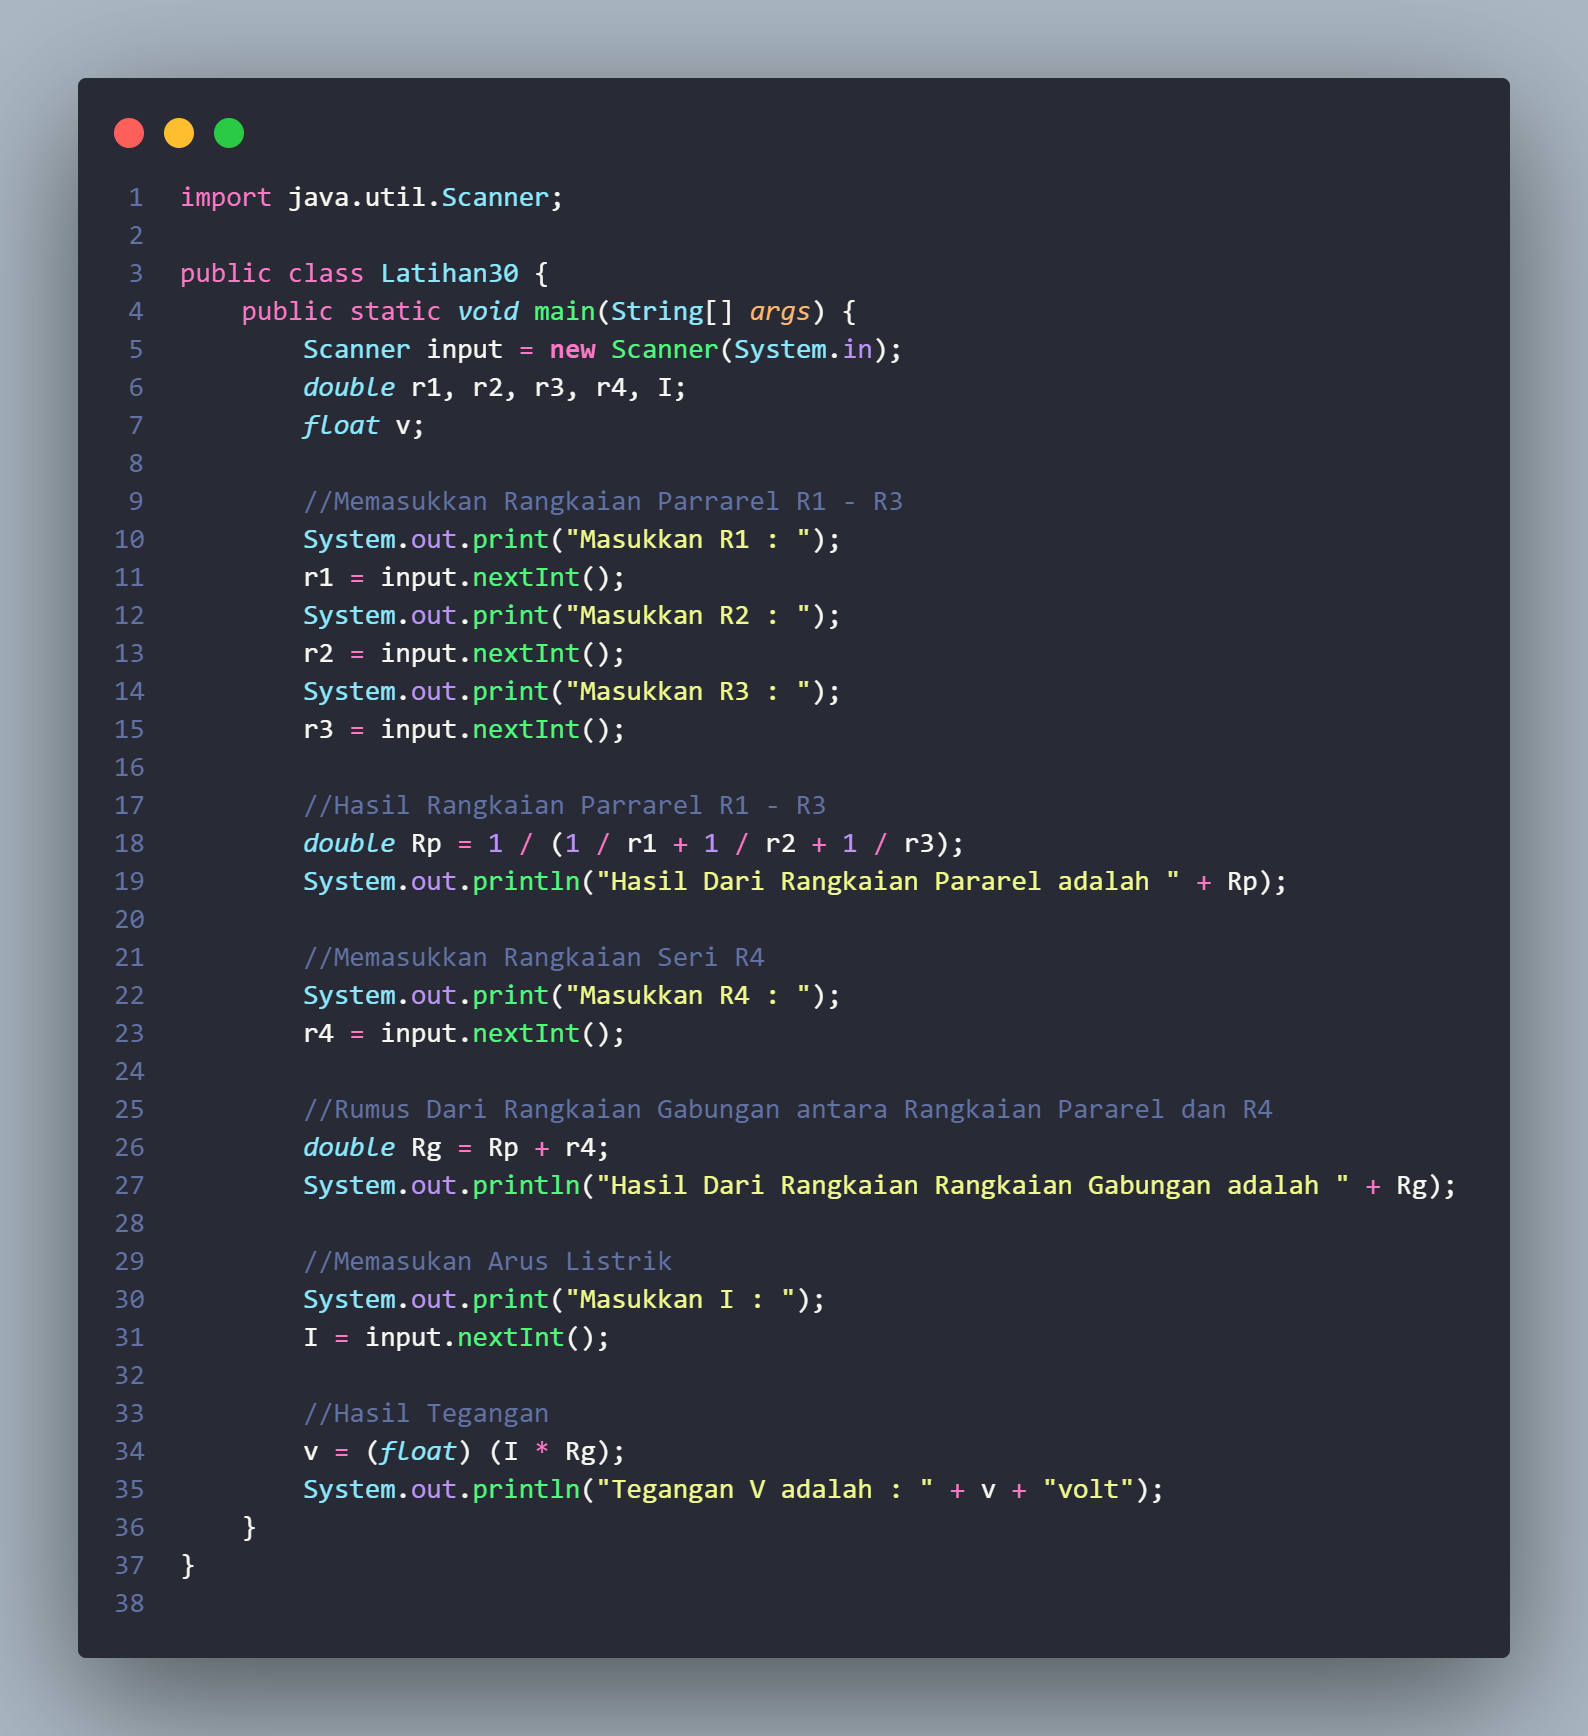 1 import java.util.Scanner;
2
3 public class Latihan30 {
4     public static void main(String[] args) {
5         Scanner input = new Scanner(System.in);
6         double r1, r2, r3, r4, I;
7         float v;
8
9         //Memasukkan Rangkaian Parrarel R1 - R3
10         System.out.print("Masukkan R1 : ");
11         r1 = input.nextInt();
12         System.out.print("Masukkan R2 : ");
13         r2 = input.nextInt();
14         System.out.print("Masukkan R3 : ");
15         r3 = input.nextInt();
16
17         //Hasil Rangkaian Parrarel R1 - R3
18         double Rp = 1 / (1 / r1 + 1 / r2 + 1 / r3);
19         System.out.println("Hasil Dari Rangkaian Pararel adalah " + Rp);
20
21         //Memasukkan Rangkaian Seri R4
22         System.out.print("Masukkan R4 : ");
23         r4 = input.nextInt();
24
25         //Rumus Dari Rangkaian Gabungan antara Rangkaian Pararel dan R4
26         double Rg = Rp + r4;
27         System.out.println("Hasil Dari Rangkaian Rangkaian Gabungan adalah " + Rg);
28
29         //Memasukan Arus Listrik
30         System.out.print("Masukkan I : ");
31         I = input.nextInt();
32
33         //Hasil Tegangan
34         v = (float) (I * Rg);
35         System.out.println("Tegangan V adalah : " + v + "volt");
36     }
37 }
38